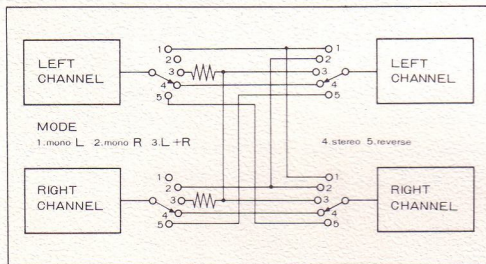 1 1
2 2
LEFT CHANNEL
3 3
LEFT CHANNEL
4 4
5 5
MODE
1.mono L 2.mono R 3.L+R
4.stereo 5.reverse
1 1
2 2
RIGHT CHANNEL
3 3
RIGHT CHANNEL
4 4
5 5